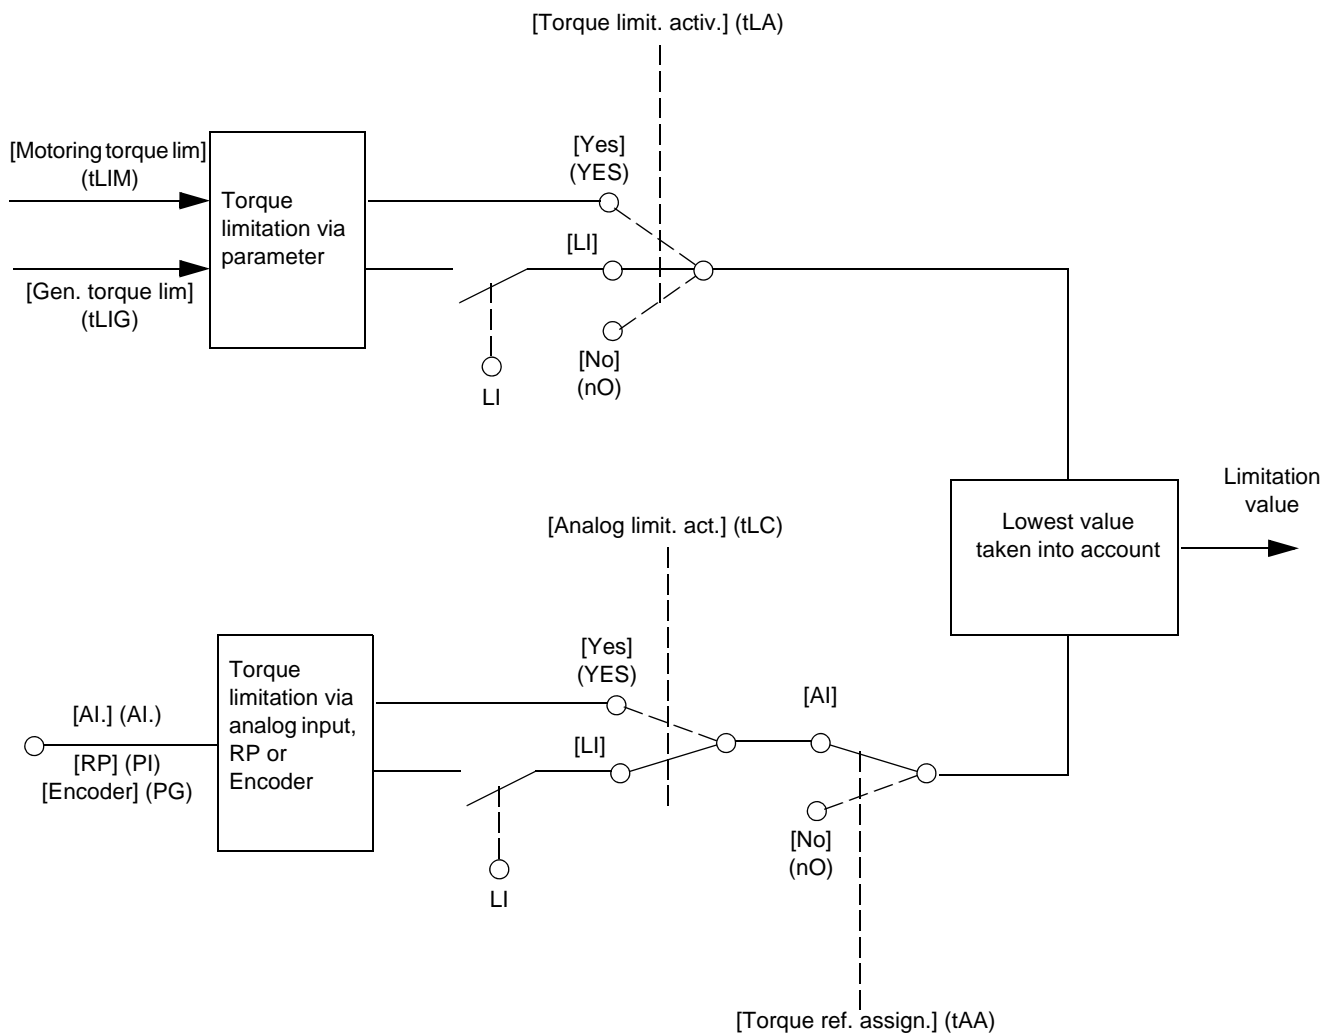 [Torque limit. activ.] (tLA)
[Motoring torque lim]
(tLIM)
[Gen. torque lim]
(tLIG)
Torque
limitation via
parameter
[Yes]
(YES)
[LI]
[No]
(nO)
LI
Limitation
value
Lowest value
taken into account
[Analog limit. act.] (tLC)
[AI.] (AI.)
[RP] (PI)
[Encoder] (PG)
Torque
limitation via
analog input,
RP or
Encoder
[Yes]
(YES)
[LI]
LI
[AI]
[No]
(nO)
[Torque ref. assign.] (tAA)